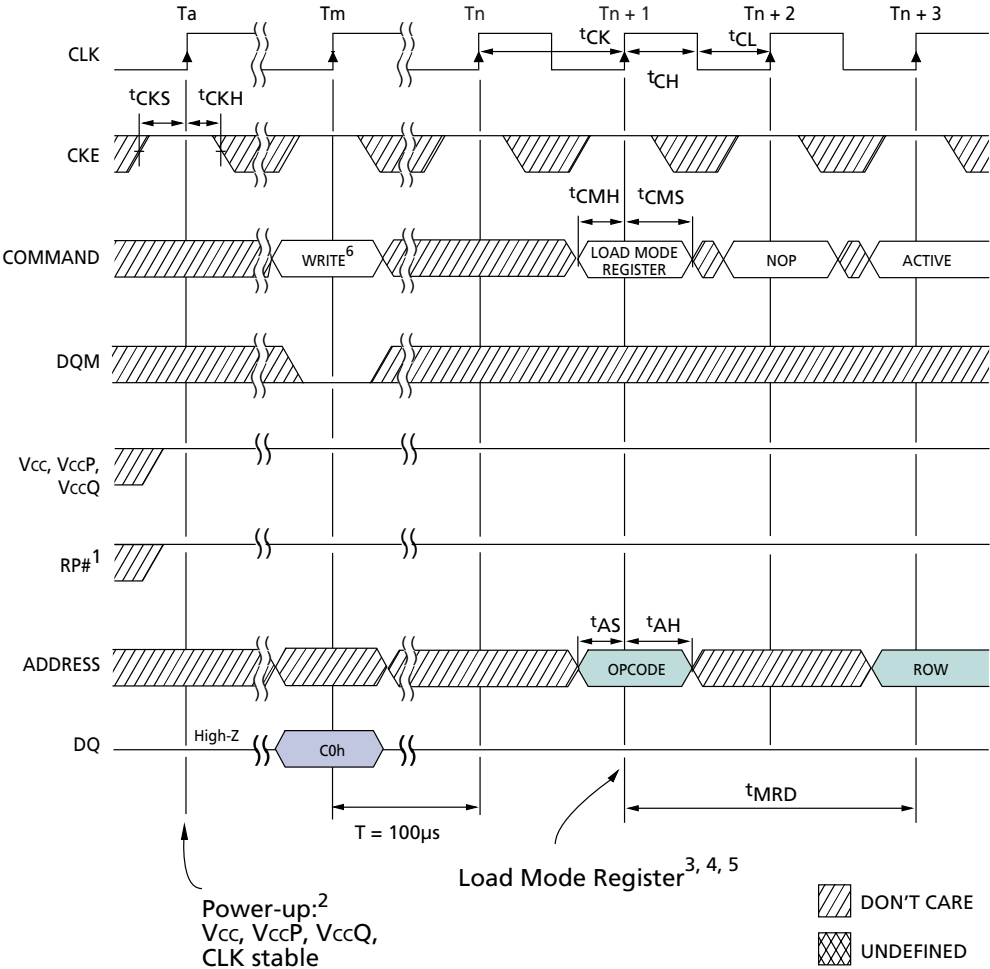 Ta Tm Tn Tn + 1 Tn + 2 Tn + 3
CLK
tCK
tCL
tCH
tCKS
tCKH
CKE
tCMH
tCMS
COMMAND
WRITE6
LOAD MODE
REGISTER
NOP
ACTIVE
DQM
VCC, VCCP,
VCCQ
RP#1
tAS
tAH
ADDRESS
OPCODE
ROW
DQ
High-Z
C0h
tMRD
T = 100µs
Load Mode Register3, 4, 5
Power-up:2
VCC, VCCP, VCCQ,
CLK stable
DON'T CARE
UNDEFINED